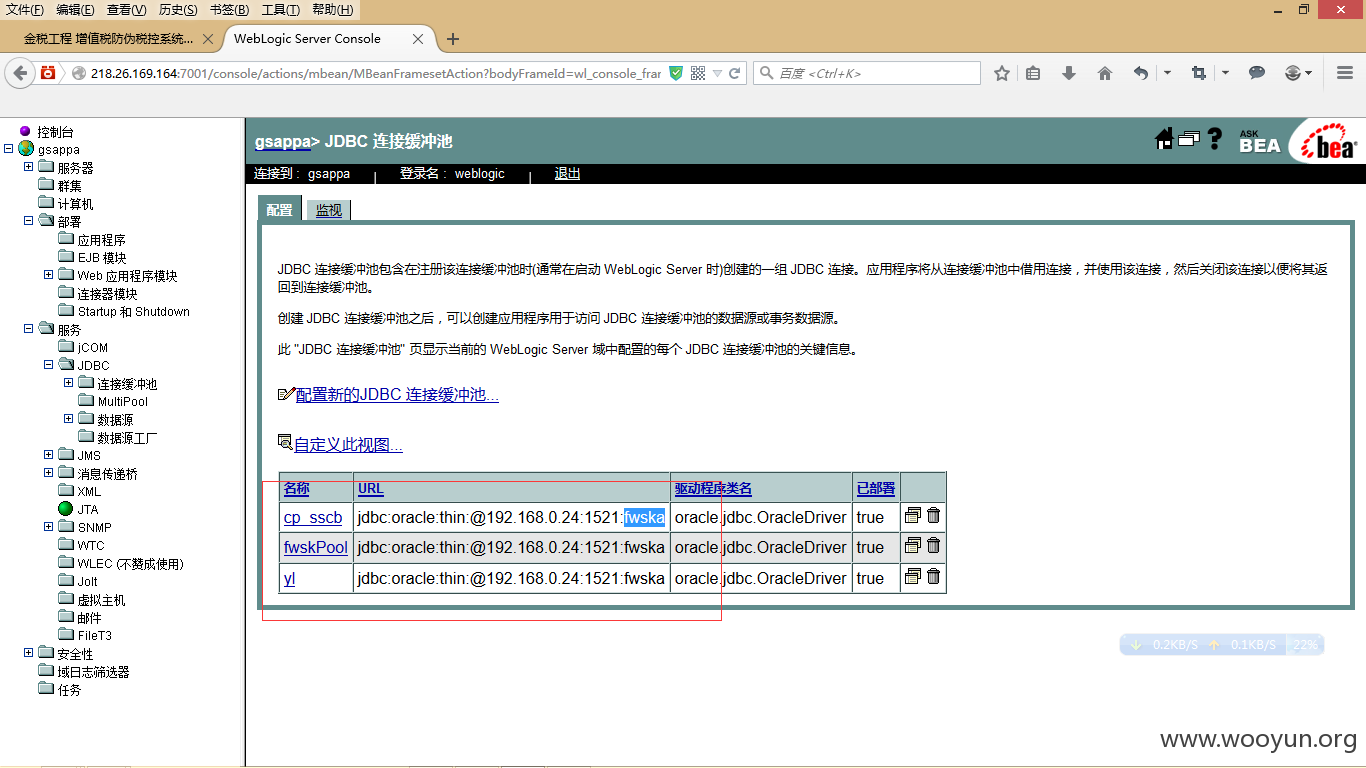 文件(F) 编辑(E) 查看(V) 历史(S) 书签(B) 工具(T) 帮助(H)
金税工程 增值税防伪税控系统...
WebLogic Server Console
218.26.169.164:7001/console/actions/mbean/MBeanFramesetAction?bodyFrameId=wl_console_frar
百度 <Ctrl+K>
控制台
gsappa
服务器
群集
计算机
部署
应用程序
EJB 模块
Web 应用程序模块
连接器模块
Startup 和 Shutdown
服务
jCOM
JDBC
连接缓冲池
MultiPool
数据源
数据源工厂
JMS
消息传递桥
XML
JTA
SNMP
WTC
WLEC (不赞成使用)
Jolt
虚拟主机
邮件
FileT3
安全性
域日志筛选器
任务
gsappa> JDBC 连接缓冲池
ASK
BEA
bea
连接到 : gsappa | 登录名 : weblogic | 退出
配置 监视
JDBC 连接缓冲池包含在注册该连接缓冲池时(通常在启动 WebLogic Server 时)创建的一组 JDBC 连接。应用程序将从连接缓冲池中借用连接，并使用该连接，然后关闭该连接以便将其返
回到连接缓冲池。
创建 JDBC 连接缓冲池之后，可以创建应用程序用于访问 JDBC 连接缓冲池的数据源或事务数据源。
此 "JDBC 连接缓冲池" 页显示当前的 WebLogic Server 域中配置的每个 JDBC 连接缓冲池的关键信息。
配置新的JDBC 连接缓冲池...
自定义此视图...
名称 URL 驱动程序类名 已部署
cp_sscb jdbc:oracle:thin:@192.168.0.24:1521:fwska oracle.jdbc.OracleDriver true
fwskPool jdbc:oracle:thin:@192.168.0.24:1521:fwska oracle.jdbc.OracleDriver true
yl jdbc:oracle:thin:@192.168.0.24:1521:fwska oracle.jdbc.OracleDriver true
0.2KB/S 0.1KB/S 22%
www.wooyun.org